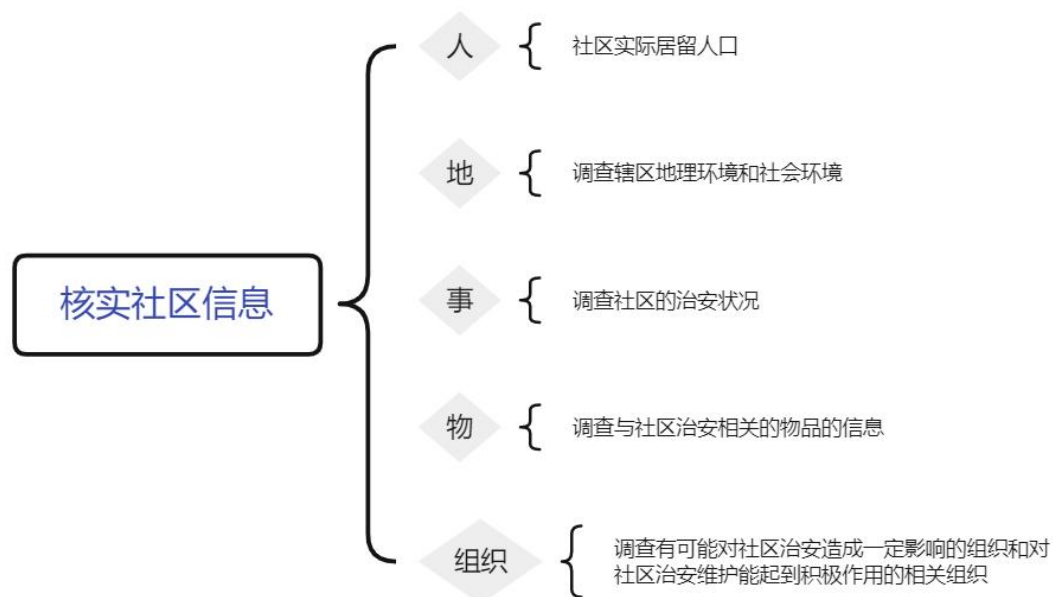 人
社区实际居留人口
地
调查辖区地理环境和社会环境
核实社区信息
事
调查社区的治安状况
物
调查与社区治安相关的物品的信息
组织
调查有可能对社区治安造成一定影响的组织和对
社区治安维护能起到积极作用的相关组织